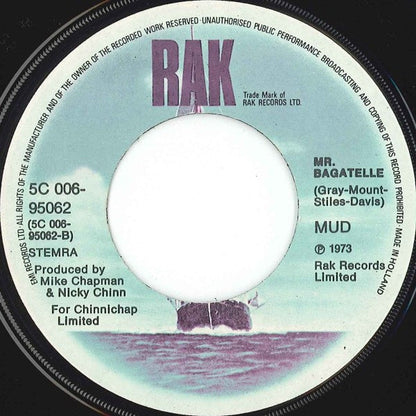 EMI RECORDS LTD. ALL RIGHTS OF THE MANUFACTURER AND OF THE OWNER OF THE RECORDED WORK RESERVED·UNAUTHORISED PUBLIC PERFORMANCE BROADCASTING AND COPYING OF THIS RECORD PROHIBITED MADE IN HOLLAND
RAK
Trade Mark of
RAK RECORDS LTD.
5C 006-
95062
(5C 006-
95062-B)
STEMRA
Produced by
Mike Chapman
& Nicky Chinn
For Chinnichap
Limited
MR.
BAGATELLE
(Gray-Mount-
Stiles-Davis)
MUD
℗ 1973
Rak Records
Limited